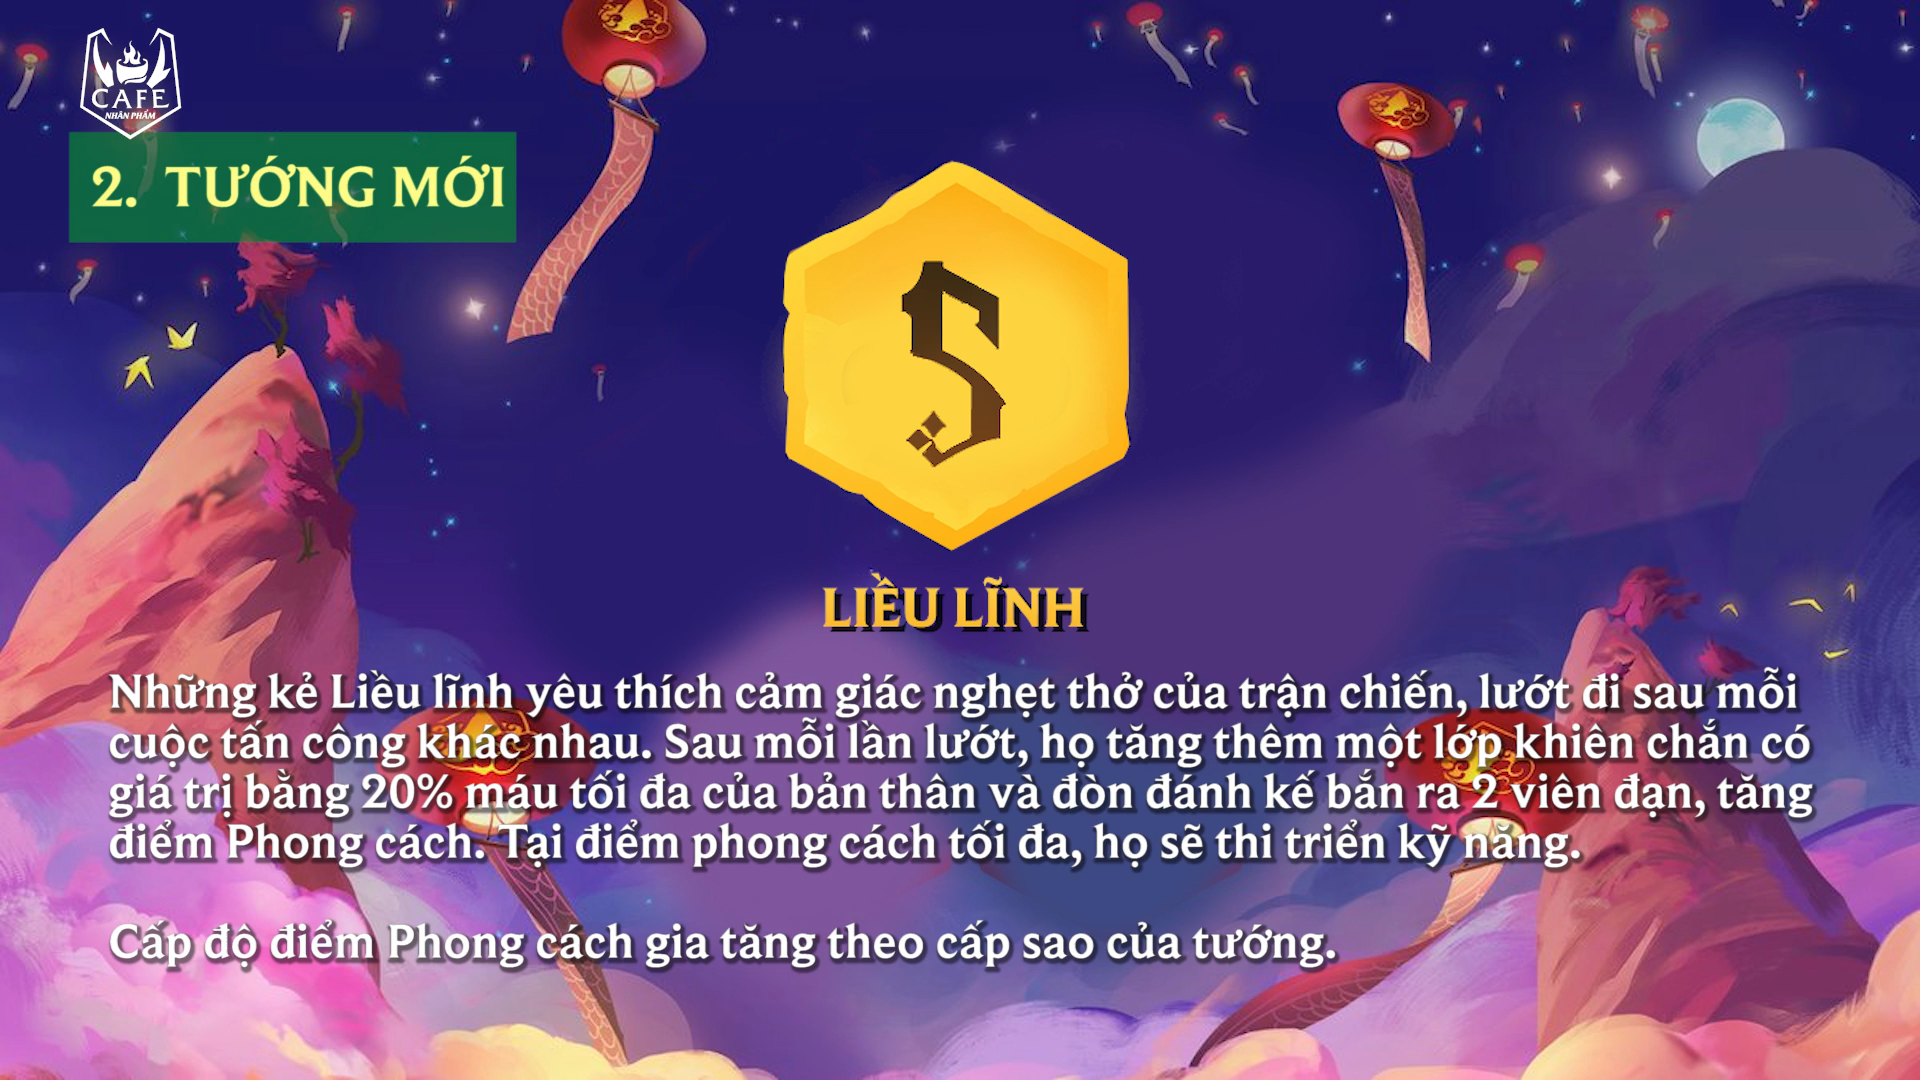 CAFE
NHÂN PHẨM
2. TƯỚNG MỚI
S
LIỀU LĨNH
Những kẻ Liều lĩnh yêu thích cảm giác nghẹt thở của trận chiến, lướt đi sau mỗi
cuộc tấn công khác nhau. Sau mỗi lần lướt, họ tăng thêm một lớp khiên chắn có
giá trị bằng 20% máu tối đa của bản thân và đòn đánh kế bắn ra 2 viên đạn, tăng
điểm Phong cách. Tại điểm phong cách tối đa, họ sẽ thi triển kỹ năng.
Cấp độ điểm Phong cách gia tăng theo cấp sao của tướng.